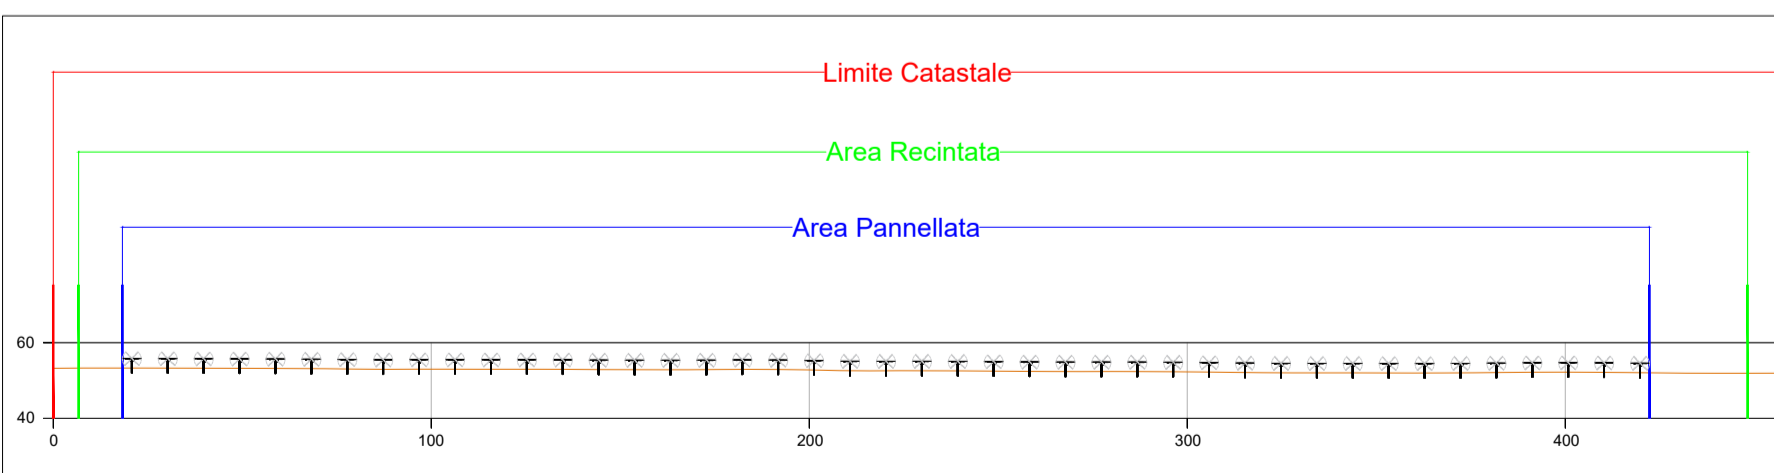 Limite Catastale
Area Recintata
Area Pannellata
60
40
0 100 200 300 400